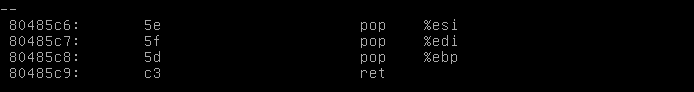 --
 80485c6:	5e	pop    %esi
 80485c7:	5f	pop    %edi
 80485c8:	5d	pop    %ebp
 80485c9:	c3	ret